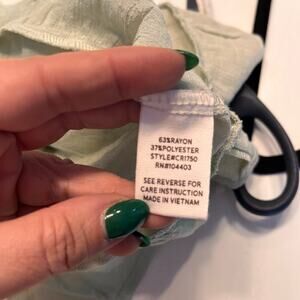 63%RAYON
37%POLYESTER
STYLE#CR1750
RN#104403
SEE REVERSE FOR
CARE INSTRUCTION
MADE IN VIETNAM